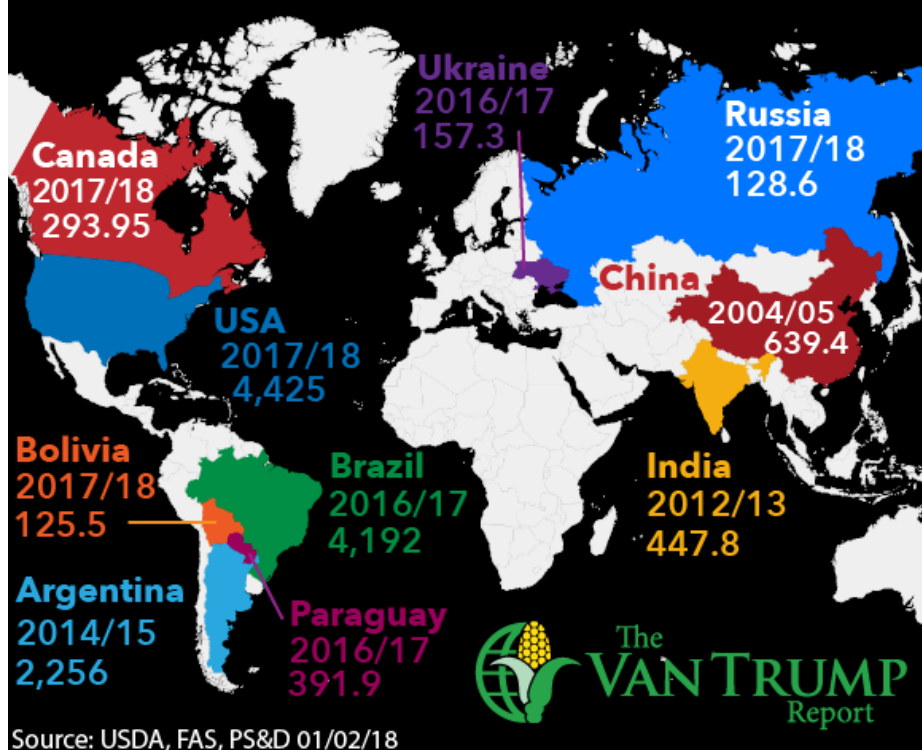 Ukraine
2016/17
157.3
Russia
2017/18
128.6
Canada
2017/18
293.95
China
2004/05
639.4
USA
2017/18
4,425
Bolivia
2017/18
125.5
Brazil
2016/17
4,192
India
2012/13
447.8
Argentina
2014/15
2,256
Paraguay
2016/17
391.9
The
VAN TRUMP
Report
Source: USDA, FAS, PS&D 01/02/18